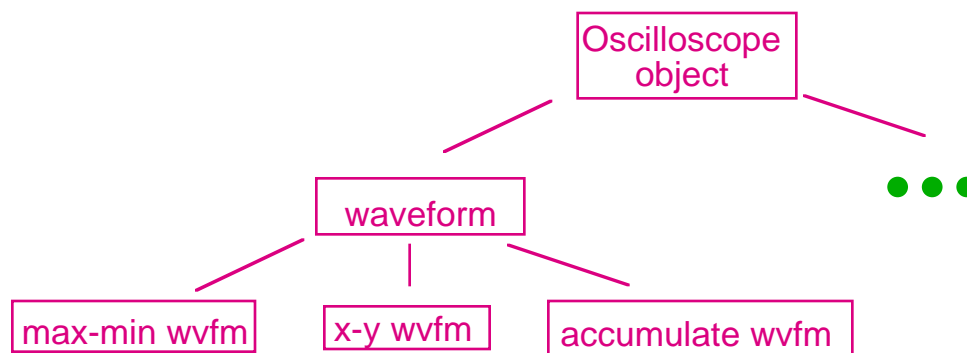 Oscilloscope
object
waveform
max-min wvfm
x-y wvfm
accumulate wvfm